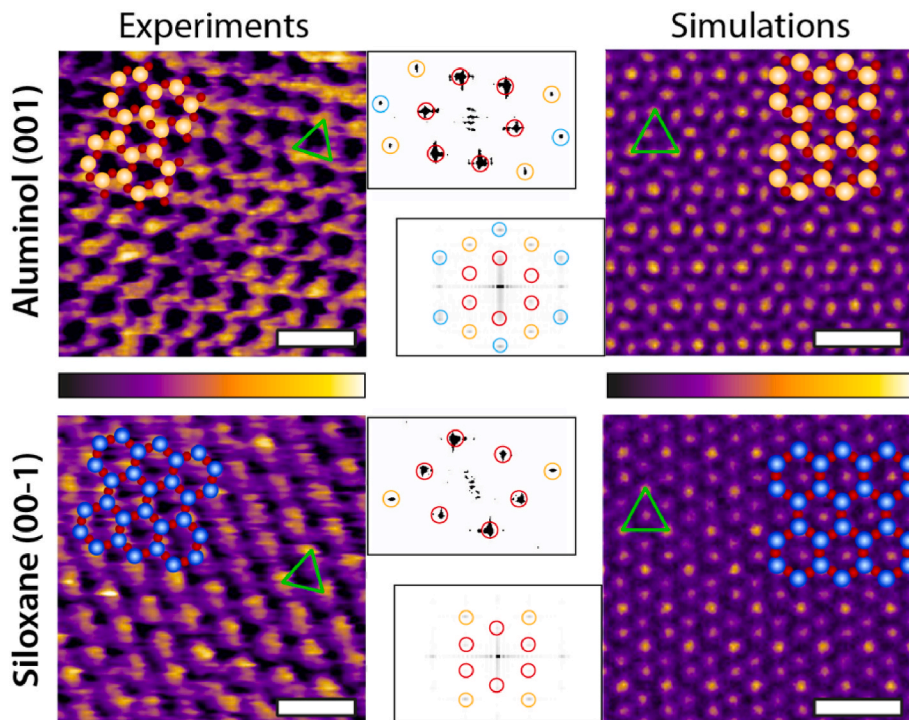 Experiments
Simulations
Aluminol (001)
Siloxane (00-1)